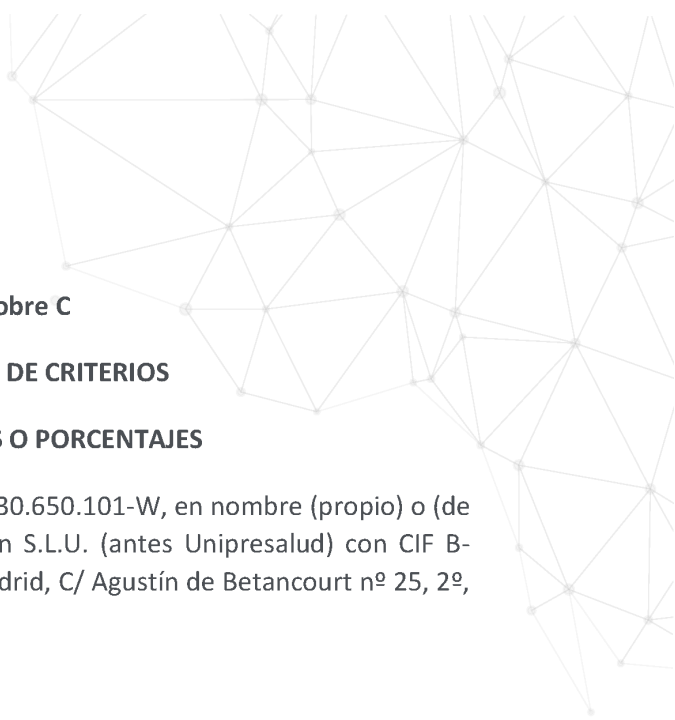 obre C
DE CRITERIOS
S O PORCENTAJES
30.650.101-W, en nombre (propio) o (de
n S.L.U. (antes Unipresalud) con CIF B-
drid, C/ Agustín de Betancourt nº 25, 2º,